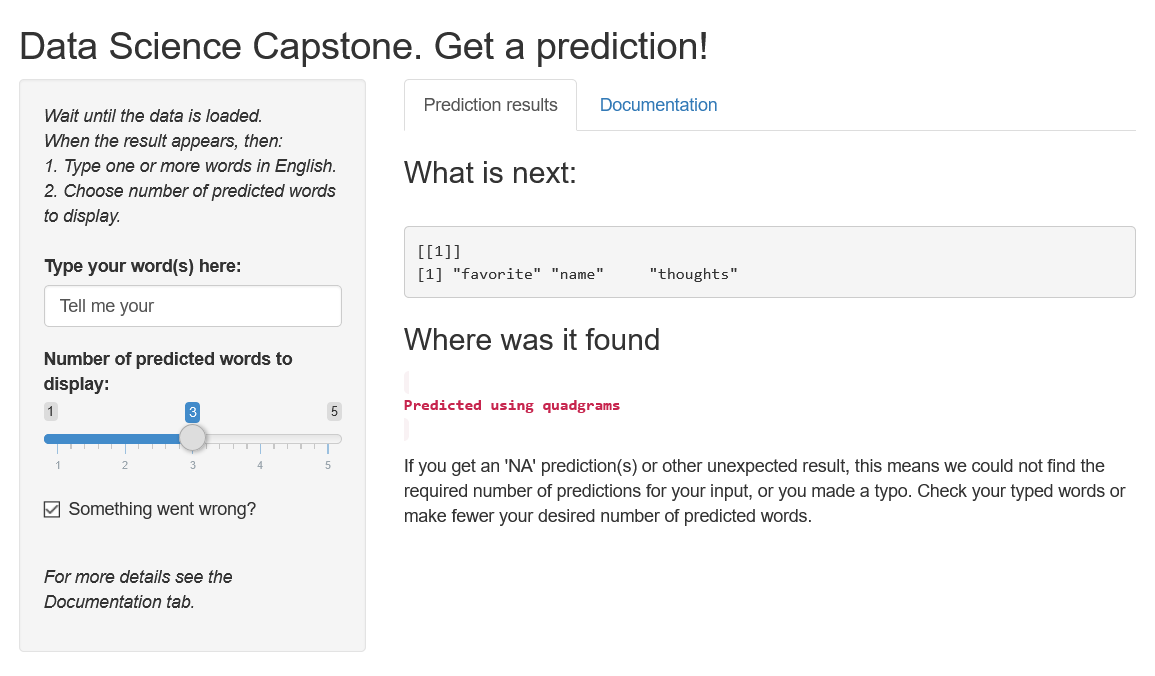 Data Science Capstone. Get a prediction!
Wait until the data is loaded.
When the result appears, then:
1. Type one or more words in English.
2. Choose number of predicted words
to display.
Type your word(s) here:
Tell me your
Number of predicted words to
display:
1 3 5
1 2 3 4 5
Something went wrong?
For more details see the
Documentation tab.
Prediction results Documentation
What is next:
[[1]]
[1] "favorite" "name"     "thoughts"
Where was it found
Predicted using quadgrams
If you get an 'NA' prediction(s) or other unexpected result, this means we could not find the
required number of predictions for your input, or you made a typo. Check your typed words or
make fewer your desired number of predicted words.